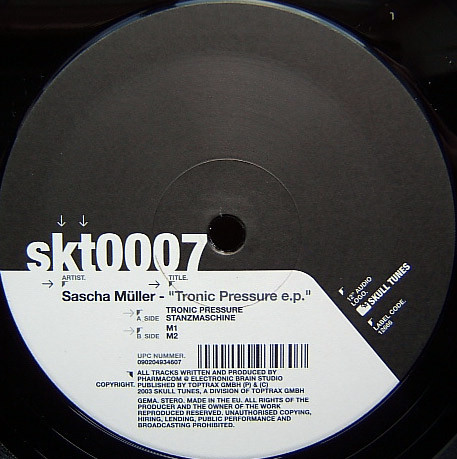 skt0007
ARTIST.
TITLE.
Sascha Müller - "Tronic Pressure e.p."
A SIDE
TRONIC PRESSURE
STANZMASCHINE
B SIDE
M1
M2
UPC NUMMER.
090204934607
COPYRIGHT.
ALL TRACKS WRITTEN AND PRODUCED BY
PHARMACOM @ ELECTRONIC BRAIN STUDIO
PUBLISHED BY TOPTRAX GMBH (P) & (C)
2003 SKULL TUNES, A DIVISION OF TOPTRAX GMBH
GEMA. STERO. MADE IN THE EU. ALL RIGHTS OF THE
PRODUCER AND THE OWNER OF THE WORK
REPRODUCED RESERVED. UNAUTHORISED COPYING,
HIRING, LENDING, PUBLIC PERFORMANCE AND
BROADCASTING PROHIBITED.
12" AUDIO
LOGO.
SKULL TUNES
LABEL CODE.